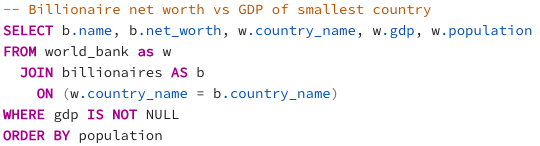 -- Billionaire net worth vs GDP of smallest country
SELECT b.name, b.net_worth, w.country_name, w.gdp, w.population
FROM world_bank as w
JOIN billionaires AS b
ON (w.country_name = b.country_name)
WHERE gdp IS NOT NULL
ORDER BY population